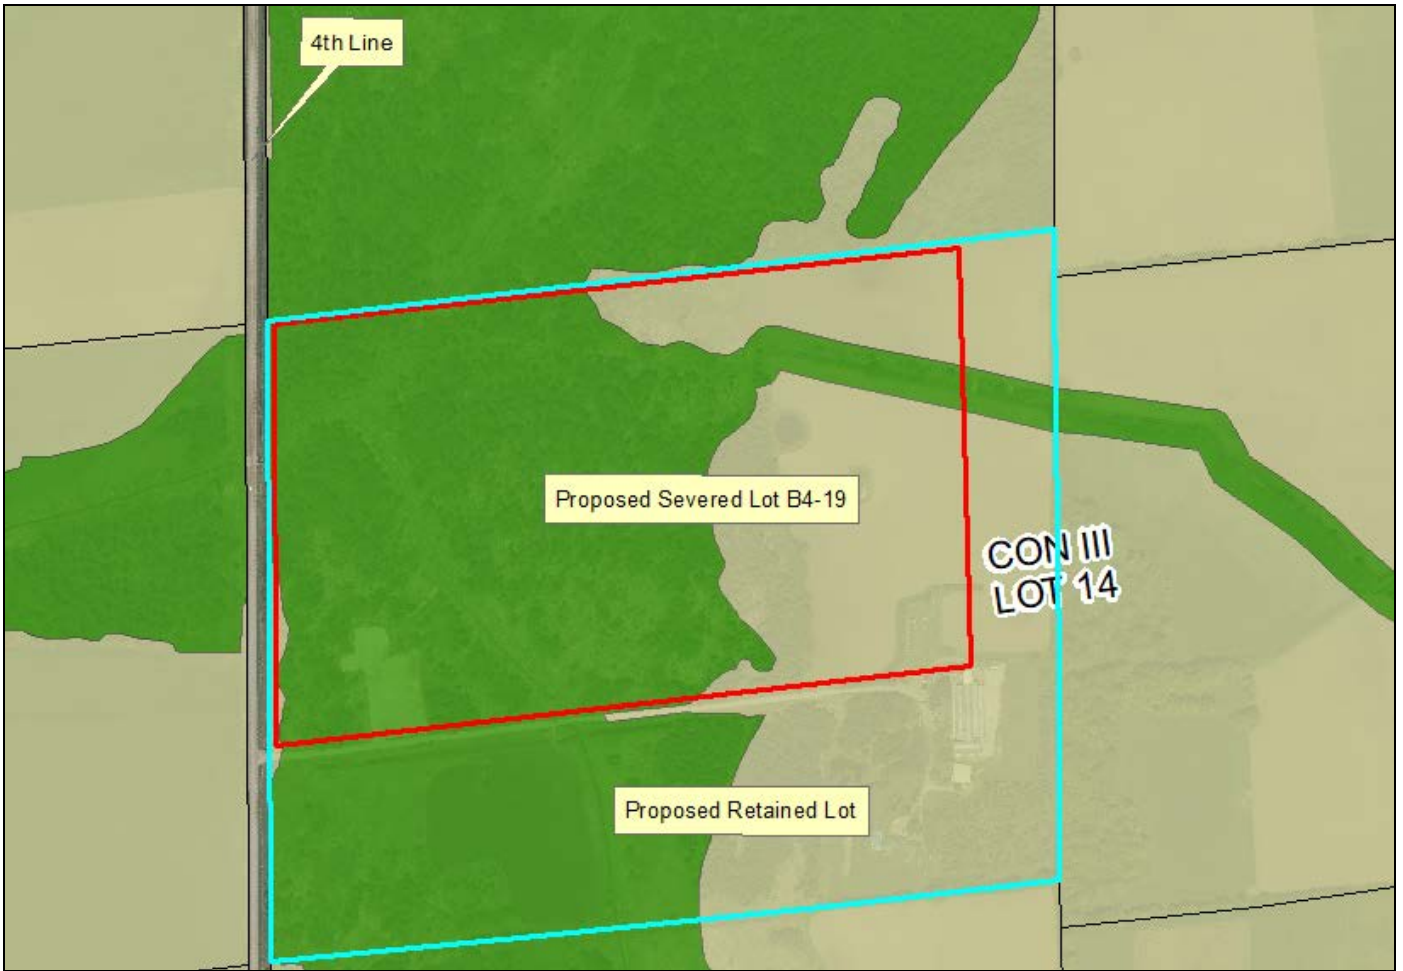 4th Line
Proposed Severed Lot B4-19
CON III
LOT 14
Proposed Retained Lot